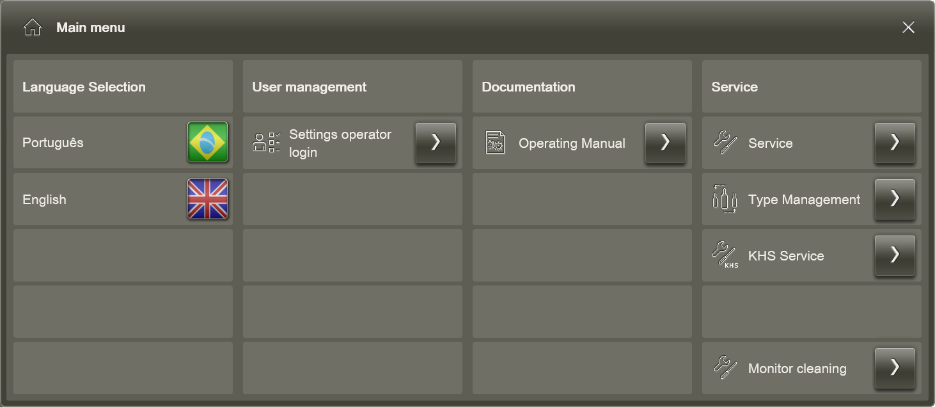 Main menu
Language Selection
User management
Documentation
Service
Português
Settings operator
login
Operating Manual
Service
English
Type Management
KHS
KHS Service
Monitor cleaning